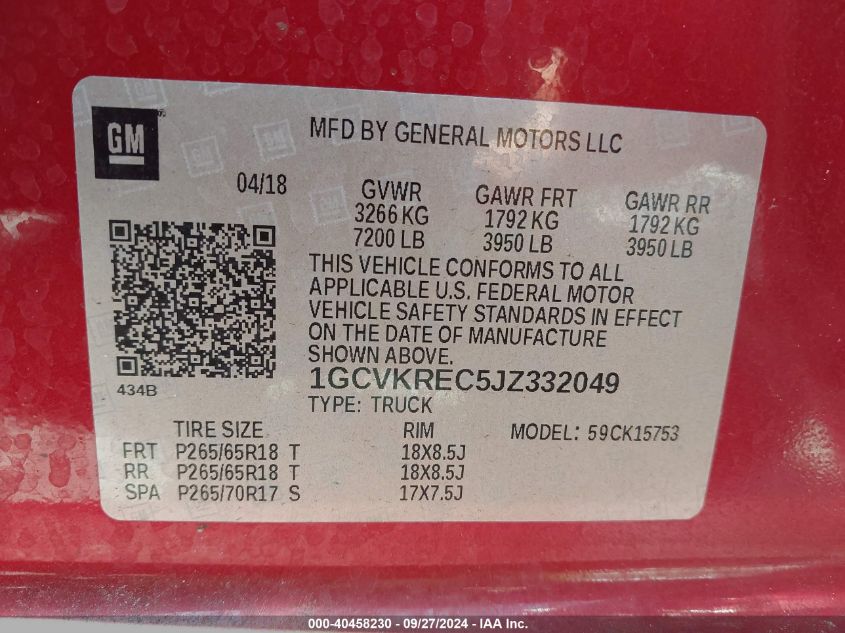 GM
MFD BY GENERAL MOTORS LLC
04/18
GVWR
3266 KG
7200 LB
GAWR FRT
1792 KG
3950 LB
GAWR RR
1792 KG
3950 LB
THIS VEHICLE CONFORMS TO ALL
APPLICABLE U.S. FEDERAL MOTOR
VEHICLE SAFETY STANDARDS IN EFFECT
ON THE DATE OF MANUFACTURE
SHOWN ABOVE.
434B
1GCVKREC5JZ332049
TYPE: TRUCK
MODEL: 59CK15753
TIRE SIZE RIM
FRT P265/65R18 T 18X8.5J
RR P265/65R18 T 18X8.5J
SPA P265/70R17 S 17X7.5J
000-40458230 - 09/27/2024 - IAA Inc.